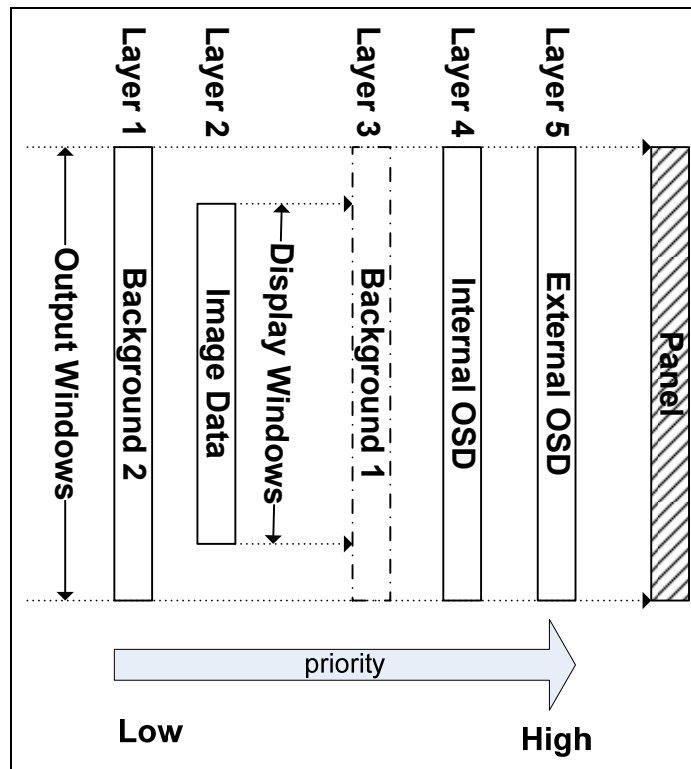 Layer 1
Layer 2
Layer 3
Layer 4
Layer 5
Output Windows
Background 2
Image Data
Display Windows
Background 1
Internal OSD
External OSD
Panel
priority
Low
High